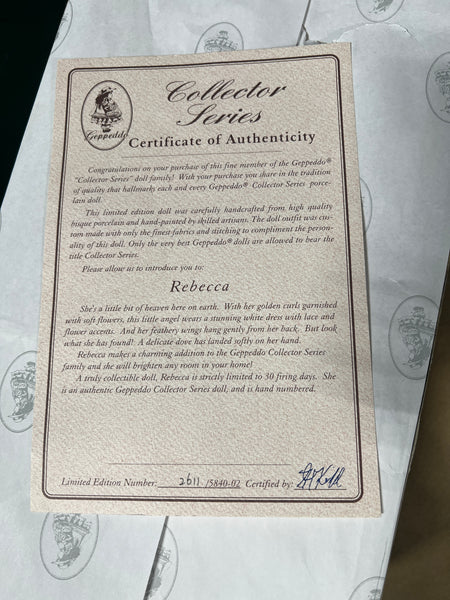 Collector
Series
Geppeddo
Certificate of Authenticity
Congratulations on your purchase of this fine member of the Geppeddo®
"Collector Series" doll family! With your purchase you share in the tradition
of quality that hallmarks each and every Geppeddo® Collector Series porce-
lain doll.
This limited edition doll was carefully handcrafted from high quality
bisque porcelain and hand-painted by skilled artisans. The doll outfit was cus-
tom made with only the finest fabrics and stitching to compliment the person-
ality of this doll. Only the very best Geppeddo® dolls are allowed to bear the
title Collector Series.
Please allow us to introduce you to:
Rebecca
She's a little bit of heaven here on earth. With her golden curls garnished
with soft flowers, this little angel wears a stunning white dress with lace and
flower accents. And her feathery wings hang gently from her back. But look
what she has found! A delicate dove has landed softly on her hand.
Rebecca makes a charming addition to the Geppeddo Collector Series
family and she will brighten any room in your home!
A truly collectible doll, Rebecca is strictly limited to 30 firing days. She
is an authentic Geppeddo Collector Series doll, and is hand numbered.
Limited Edition Number: 2611 /5840-02 Certified by: